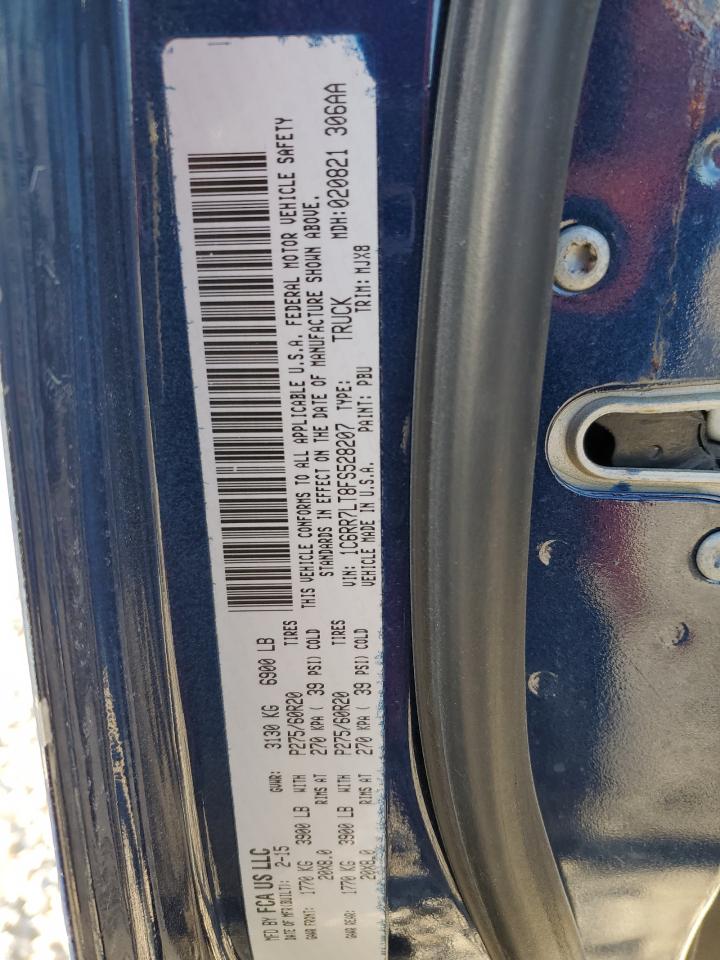 MFD BY FCA US LLC
DATE OF MFR(BUILT): 2-15 GVWR: 3130 KG 6900 LB
GAWR FRONT: 1770 KG 3900 LB WITH P275/60R20 TIRES
RIMS AT 20X8.0 270 KPA ( 39 PSI) COLD
GAWR REAR: 1770 KG 3900 LB WITH P275/60R20 TIRES
RIMS AT 20X8.0 270 KPA ( 39 PSI) COLD
THIS VEHICLE CONFORMS TO ALL APPLICABLE U.S.A. FEDERAL MOTOR VEHICLE SAFETY
STANDARDS IN EFFECT ON THE DATE OF MANUFACTURE SHOWN ABOVE.
VIN: 1C6RR7LT8FS528207 TYPE: TRUCK MDH:020821 306AA
VEHICLE MADE IN U.S.A. PAINT: PBU TRIM: MJX8